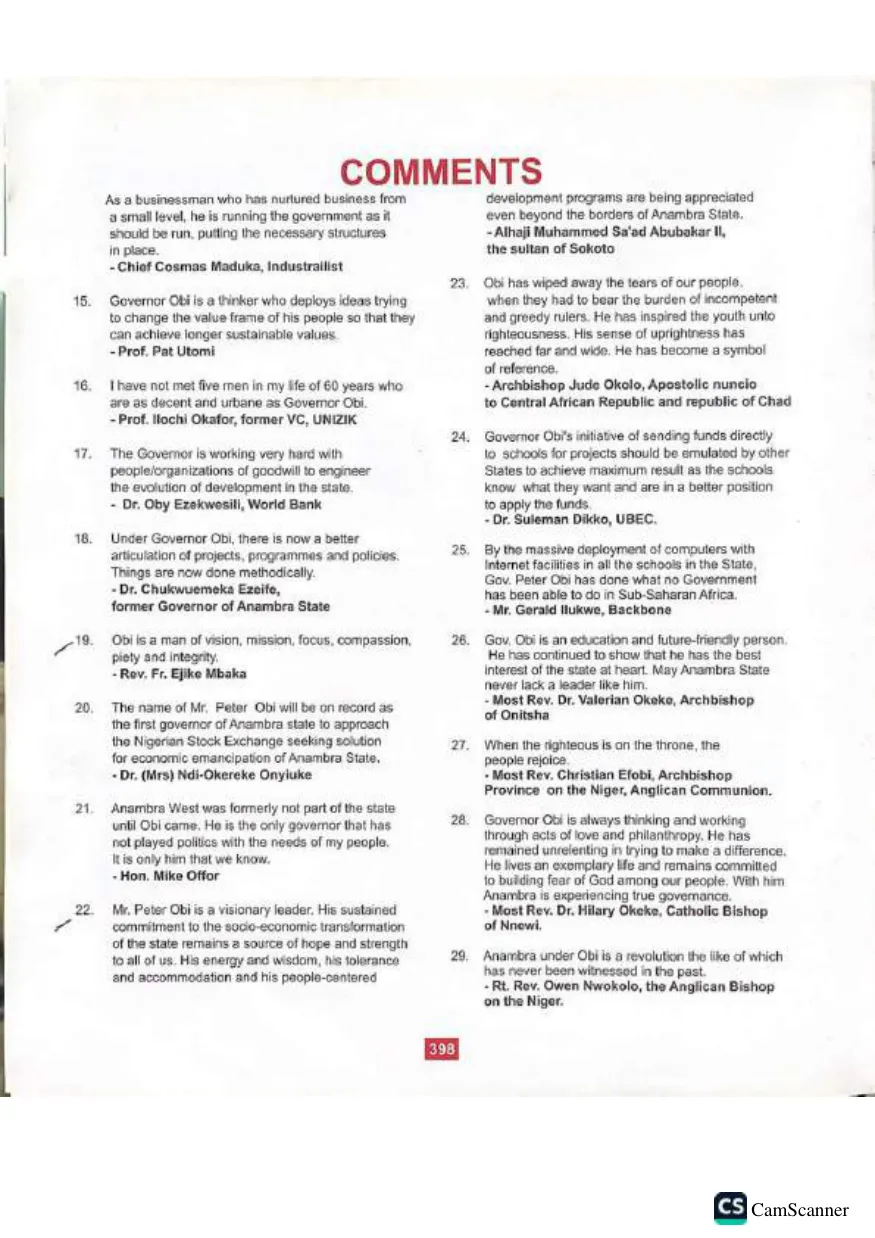 COMMENTS
As a businessman who has nurtured business from
a small level, he is running the government as it
should be run, putting the necessary structures
in place.
- Chief Cosmas Maduka, Industrailist
15. Governor Obi is a thinker who deploys ideas trying
to change the value frame of his people so that they
can achieve longer sustainable values.
- Prof. Pat Utomi
16. I have not met five men in my life of 60 years who
are as decent and urbane as Governor Obi.
- Prof. Ilochi Okafor, former VC, UNIZIK
17. The Governor is working very hard with
people/organizations of goodwill to engineer
the evolution of development in the state.
- Dr. Oby Ezekwesili, World Bank
18. Under Governor Obi, there is now a better
articulation of projects, programmes and policies.
Things are now done methodically.
- Dr. Chukwuemeka Ezeife,
former Governor of Anambra State
19. Obi is a man of vision, mission, focus, compassion,
piety and integrity.
- Rev. Fr. Ejike Mbaka
20. The name of Mr. Peter Obi will be on record as
the first governor of Anambra state to approach
the Nigerian Stock Exchange seeking solution
for economic emancipation of Anambra State.
- Dr. (Mrs) Ndi-Okereke Onyiuke
21. Anambra West was formerly not part of the state
until Obi came. He is the only governor that has
not played politics with the needs of my people.
It is only him that we know.
- Hon. Mike Offor
22. Mr. Peter Obi is a visionary leader. His sustained
commitment to the socio-economic transformation
of the state remains a source of hope and strength
to all of us. His energy and wisdom, his tolerance
and accommodation and his people-centered
development programs are being appreciated
even beyond the borders of Anambra State.
- Alhaji Muhammed Sa'ad Abubakar II,
the sultan of Sokoto
23. Obi has wiped away the tears of our people,
when they had to bear the burden of incompetent
and greedy rulers. He has inspired the youth unto
righteousness. His sense of uprightness has
reached far and wide. He has become a symbol
of reference.
- Archbishop Jude Okolo, Apostolic nuncio
to Central African Republic and republic of Chad
24. Governor Obi's initiative of sending funds directly
to schools for projects should be emulated by other
States to achieve maximum result as the schools
know what they want and are in a better position
to apply the funds.
- Dr. Suleman Dikko, UBEC.
25. By the massive deployment of computers with
Internet facilities in all the schools in the State,
Gov. Peter Obi has done what no Government
has been able to do in Sub-Saharan Africa.
- Mr. Gerald Ilukwe, Backbone
26. Gov. Obi is an education and future-friendly person.
He has continued to show that he has the best
interest of the state at heart. May Anambra State
never lack a leader like him.
- Most Rev. Dr. Valerian Okeke, Archbishop
of Onitsha
27. When the righteous is on the throne, the
people rejoice.
- Most Rev. Christian Efobi, Archbishop
Province on the Niger, Anglican Communion.
28. Governor Obi is always thinking and working
through acts of love and philanthropy. He has
remained unrelenting in trying to make a difference.
He lives an exemplary life and remains committed
to building fear of God among our people. With him
Anambra is experiencing true governance.
- Most Rev. Dr. Hilary Okeke, Catholic Bishop
of Nnewi.
29. Anambra under Obi is a revolution the like of which
has never been witnessed in the past.
- Rt. Rev. Owen Nwokolo, the Anglican Bishop
on the Niger.
398
CS CamScanner